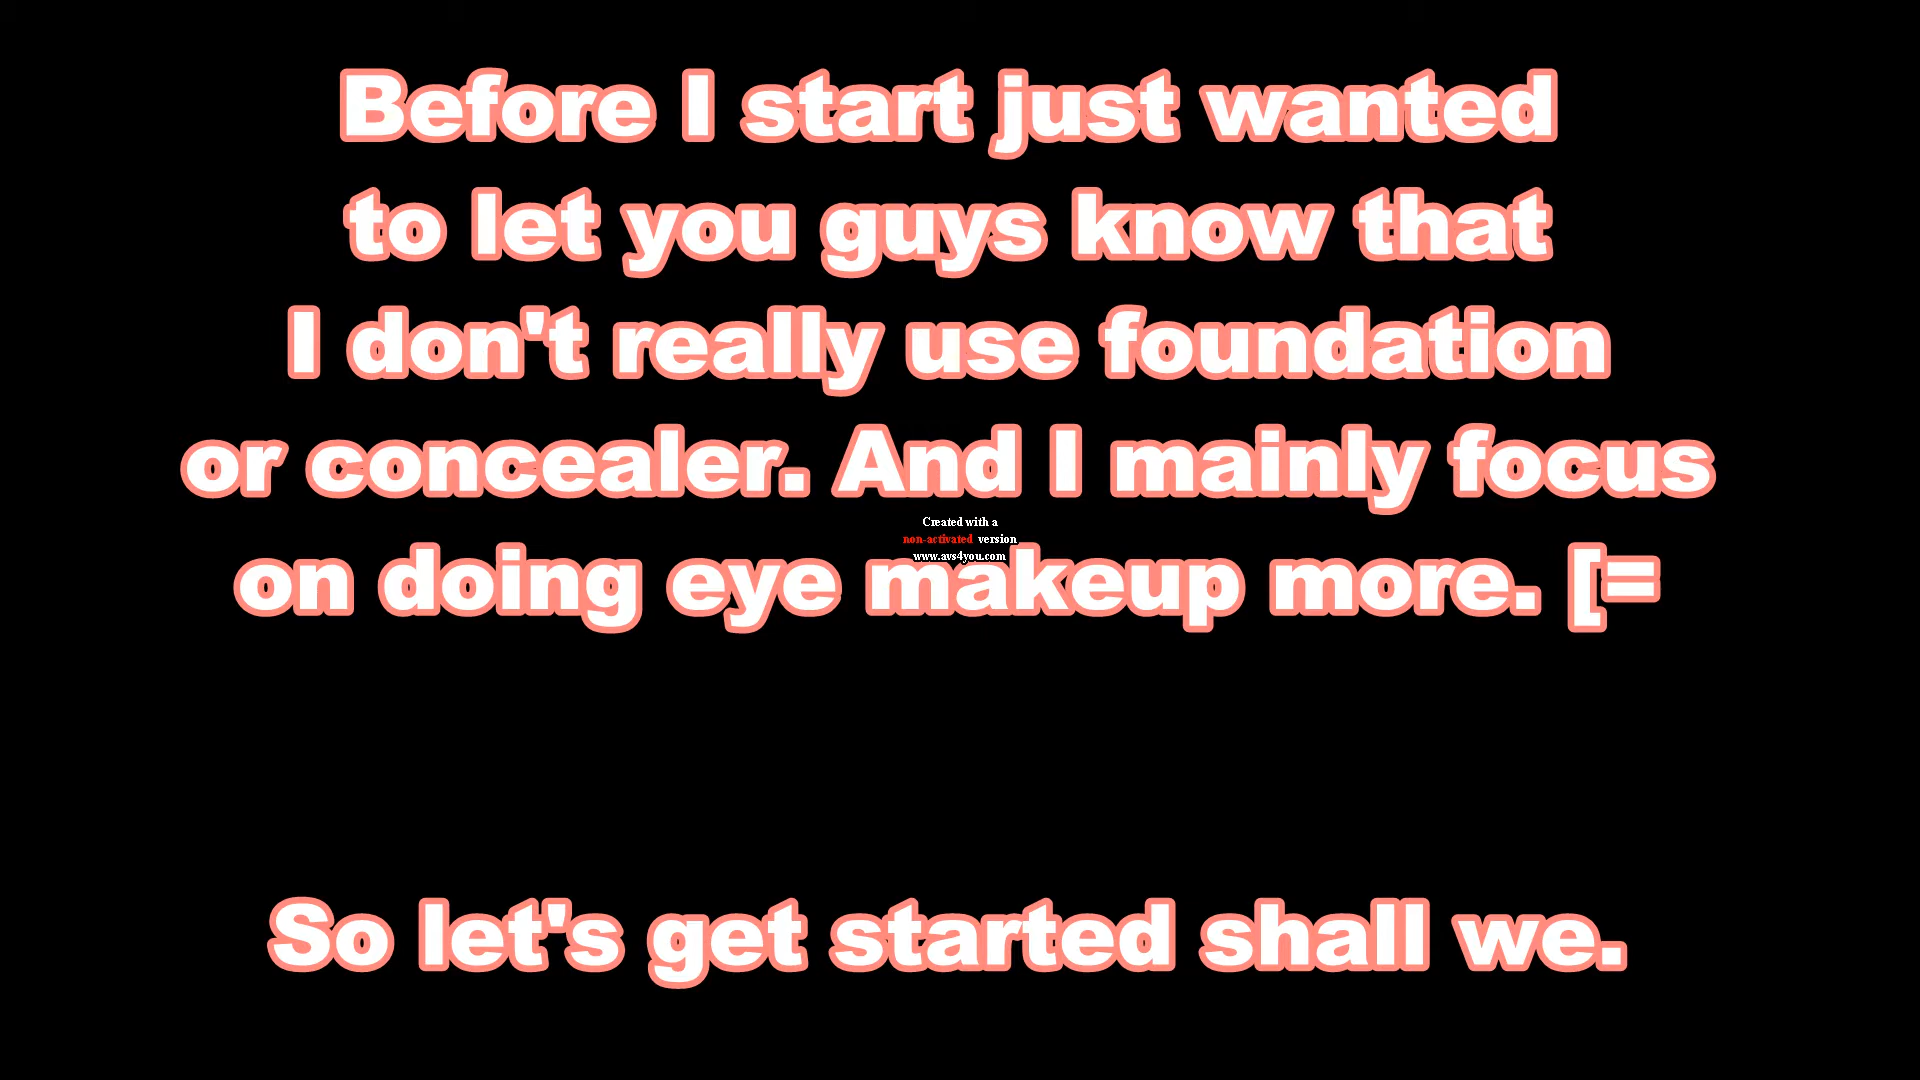 Before I start just wanted
to let you guys know that
I don't really use foundation
or concealer. And I mainly focus
Created with a
non-activated version
www.avs4you.com
on doing eye makeup more. [=
So let's get started shall we.